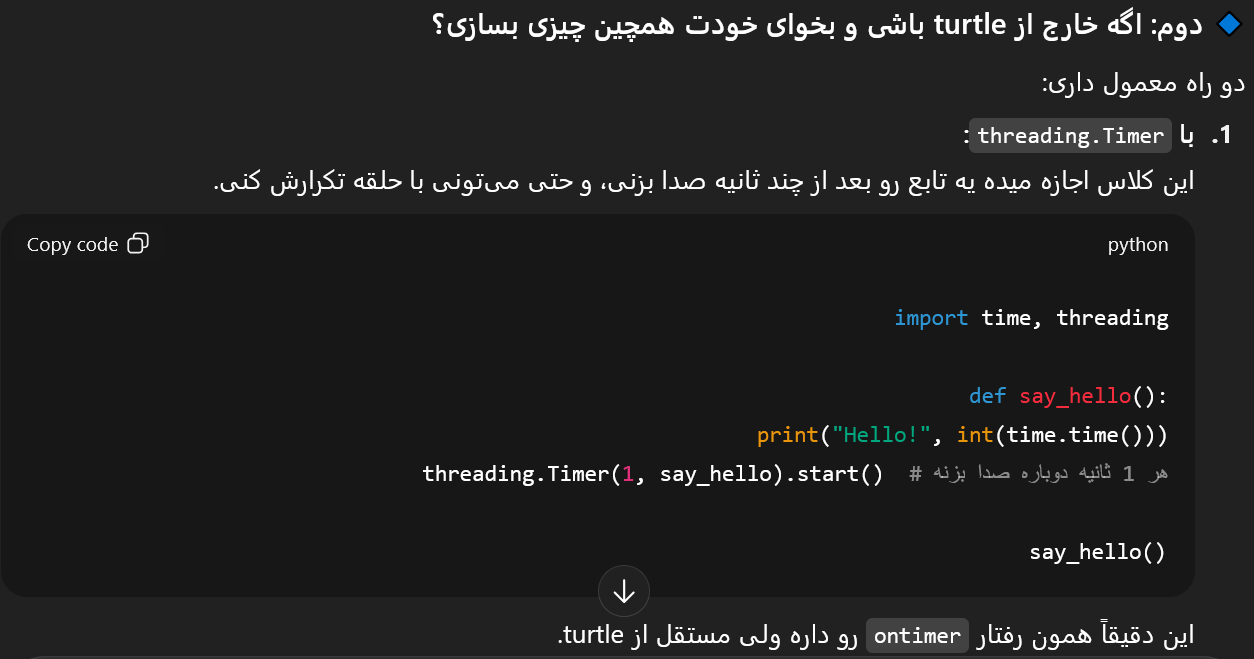 🔷 دوم: اگه خارج از turtle باشی و بخوای خودت همچین چیزی بسازی؟
دو راه معمول داری:
1. با threading.Timer:
این کلاس اجازه میده یه تابع رو بعد از چند ثانیه صدا بزنی، و حتی می‌تونی با حلقه تکرارش کنی.
Copy code
python
import time, threading
def say_hello():
print("Hello!", int(time.time()))
threading.Timer(1, say_hello).start()  # هر 1 ثانیه دوباره صدا بزنه
say_hello()
این دقیقاً همون رفتار ontimer رو داره ولی مستقل از turtle.